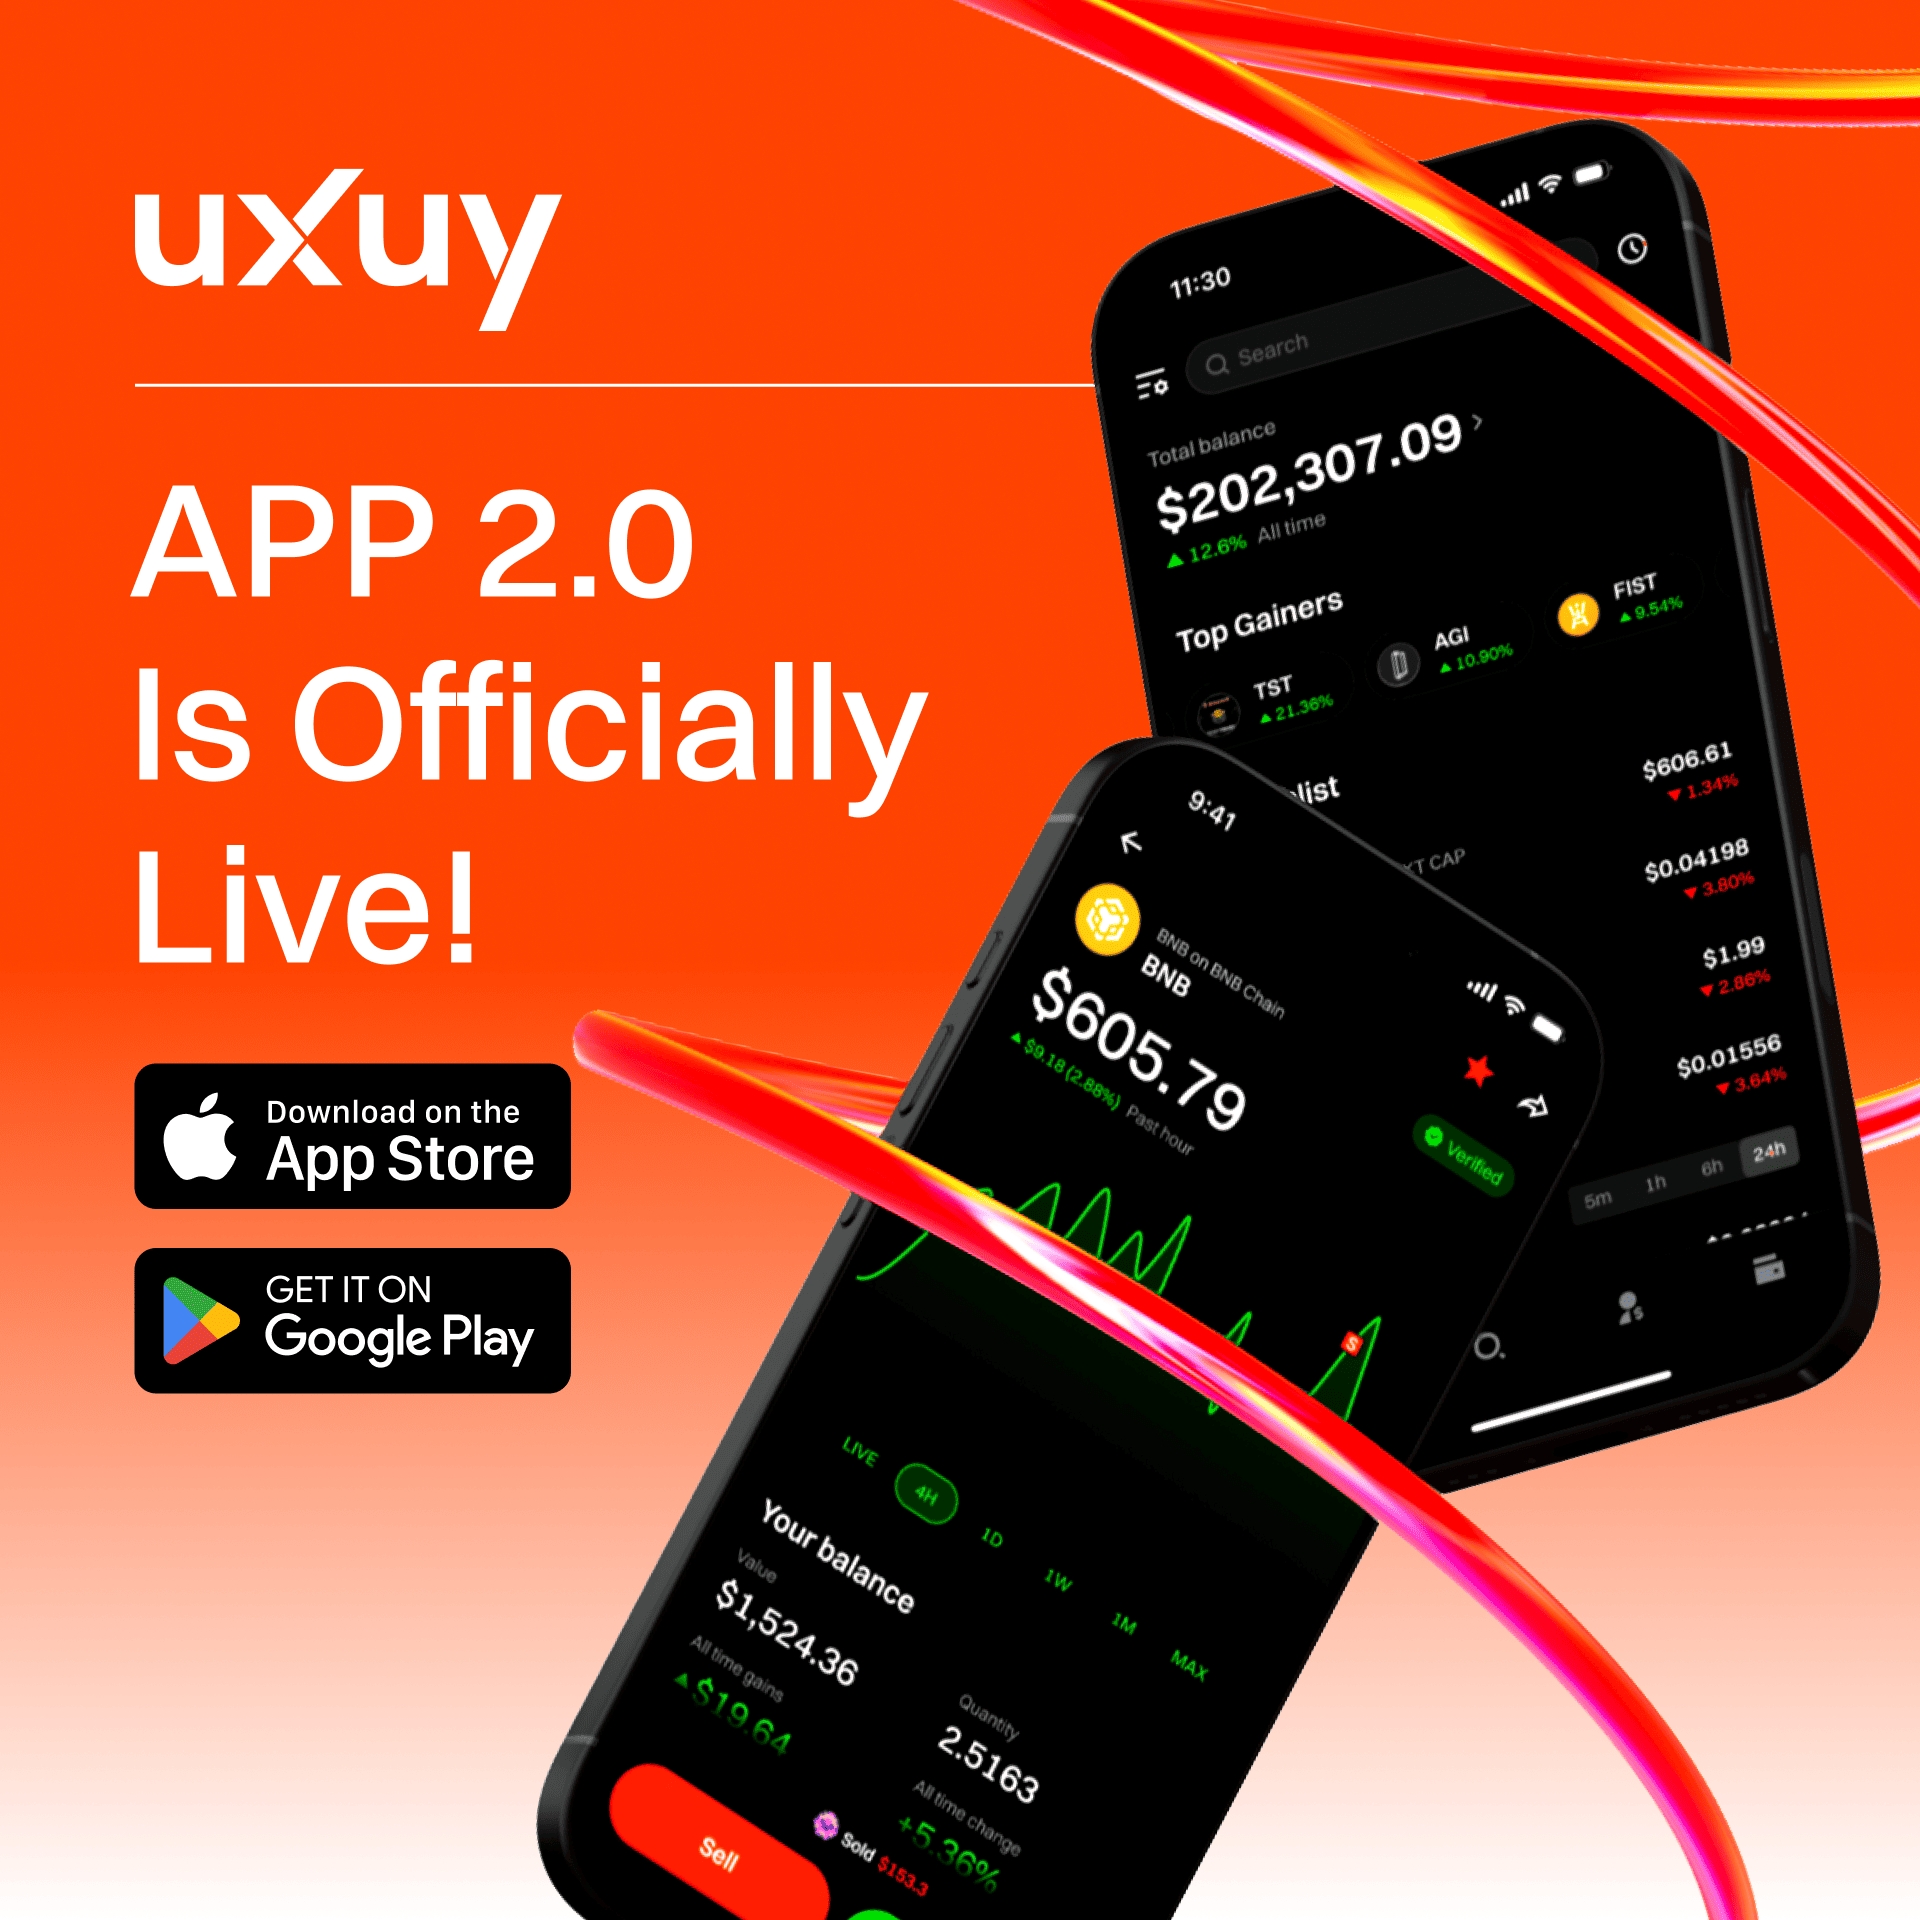 uxuy
APP 2.0
Is Officially
Live!
Download on the
App Store
GET IT ON
Google Play
11:30
Search
Total balance
$202,307.09
12.6% All time
Top Gainers
TST
21.36%
AGI
10.90%
FIST
9.54%
$606.61
1.34%
$0.04198
3.80%
$1.99
2.86%
$0.01556
3.64%
5m 1h 6h 24h
9:41
BNB on BNB Chain
BNB
$605.79
$9.18 (2.88%) Past hour
Verified
S
LIVE 4H 1D 1W 1M MAX
Your balance
Value
$1,524.36
Quantity
2.5163
All time gains
$19.64
All time change
+5.36%
Sold $153.3
Sell